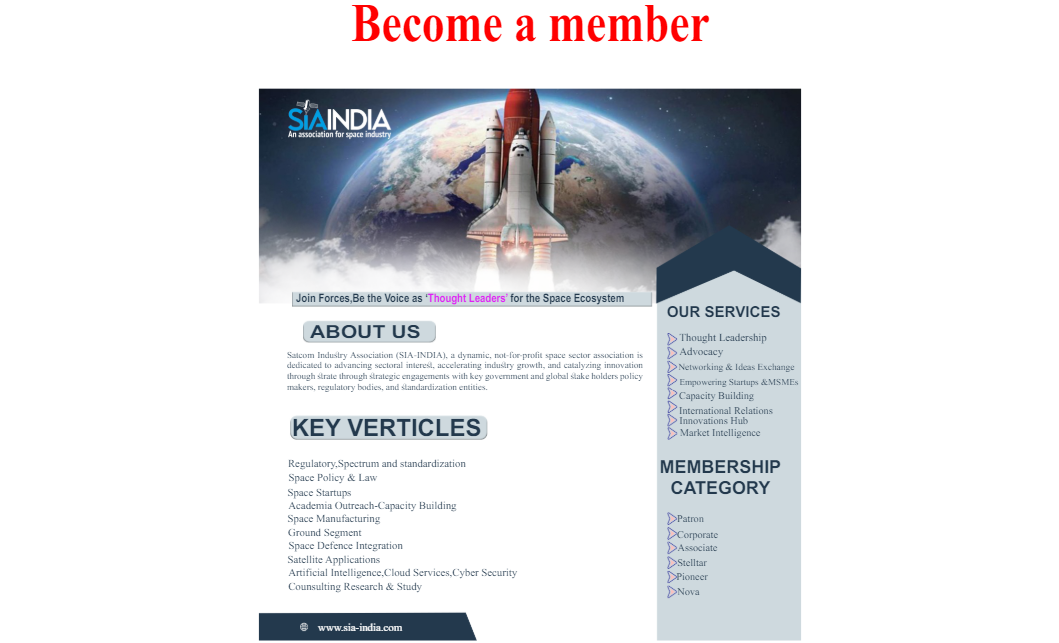 Become a member
SiAINDIA
An association for space industry
Join Forces,Be the Voice as ‘Thought Leaders’ for the Space Ecosystem
ABOUT US
Satcom Industry Association (SIA-INDIA), a dynamic, not-for-profit space sector association is
dedicated to advancing sectoral interest, accelerating industry growth, and catalyzing innovation
through strate through strategic engagements with key government and global stake holders policy
makers, regulatory bodies, and standardization entities.
KEY VERTICLES
Regulatory,Spectrum and standardization
Space Policy & Law
Space Startups
Academia Outreach-Capacity Building
Space Manufacturing
Ground Segment
Space Defence Integration
Satellite Applications
Artificial Intelligence,Cloud Services,Cyber Security
Counsulting Research & Study
www.sia-india.com
OUR SERVICES
Thought Leadership
Advocacy
Networking & Ideas Exchange
Empowering Startups &MSMEs
Capacity Building
International Relations
Innovations Hub
Market Intelligence
MEMBERSHIP
CATEGORY
Patron
Corporate
Associate
Stelltar
Pioneer
Nova